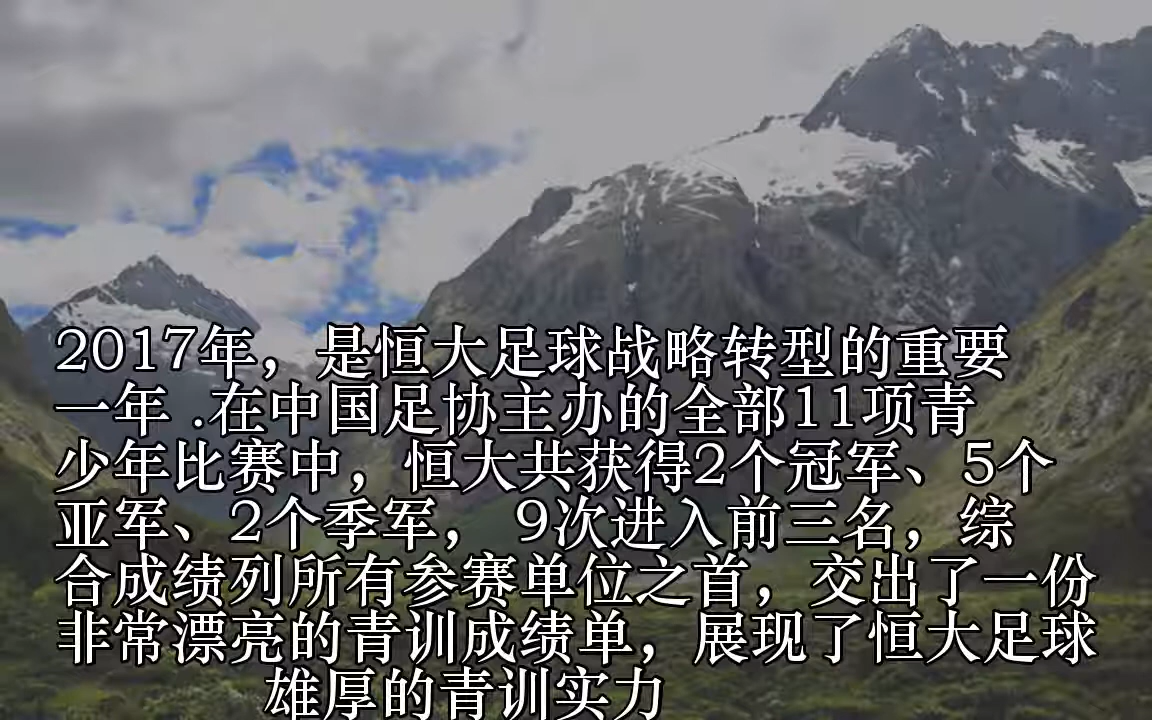 2017年，是恒大足球战略转型的重要
一年 .在中国足协主办的全部11项青
少年比赛中，恒大共获得2个冠军、5个
亚军、2个季军， 9次进入前三名，综
合成绩列所有参赛单位之首，交出了一份
非常漂亮的青训成绩单，展现了恒大足球
雄厚的青训实力